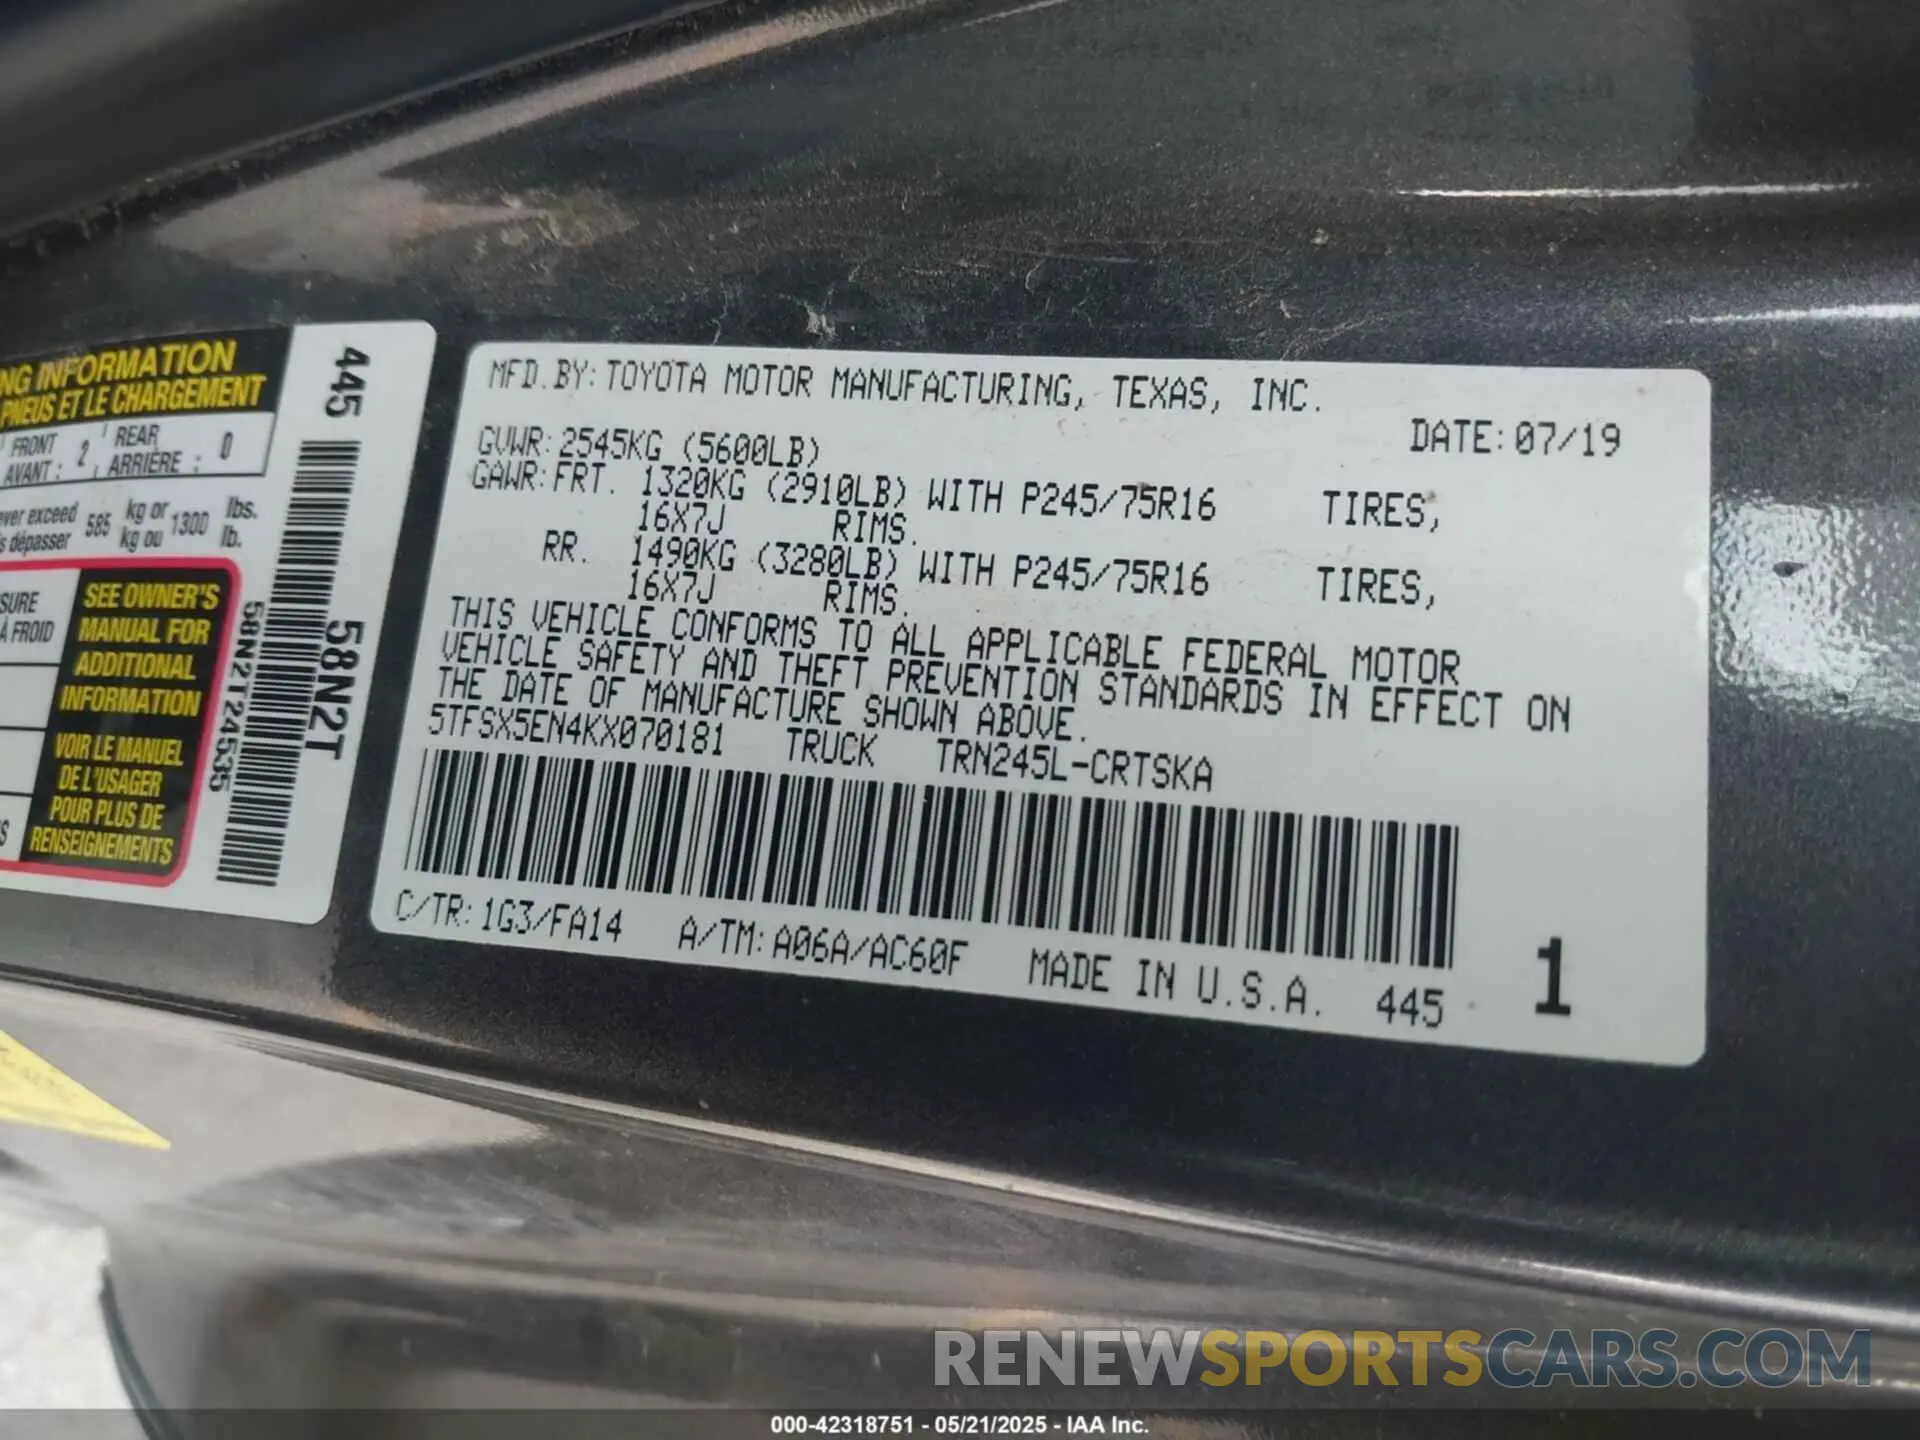 NG INFORMATION
PNEUS ET LE CHARGEMENT
FRONT
AVANT : 2 , REAR
ARRIÈRE : 0
ever exceed
s dépasser 585 kg or
kg ou 1300 lbs.
lb.
SURE
À FROID
SEE OWNER'S
MANUAL FOR
ADDITIONAL
INFORMATION
VOIR LE MANUEL
DE L'USAGER
POUR PLUS DE
RENSEIGNEMENTS
S
445
58N2T
58N2T24535
MFD.BY:TOYOTA MOTOR MANUFACTURING, TEXAS, INC.
DATE:07/19
GVWR:2545KG (5600LB)
GAWR:FRT. 1320KG (2910LB) WITH P245/75R16 TIRES,
16X7J RIMS.
RR. 1490KG (3280LB) WITH P245/75R16 TIRES,
16X7J RIMS.
THIS VEHICLE CONFORMS TO ALL APPLICABLE FEDERAL MOTOR
VEHICLE SAFETY AND THEFT PREVENTION STANDARDS IN EFFECT ON
THE DATE OF MANUFACTURE SHOWN ABOVE.
5TFSX5EN4KX070181 TRUCK TRN245L-CRTSKA
C/TR:1G3/FA14 A/TM:A06A/AC60F MADE IN U.S.A. 445 1
RENEWSPORTSCARS.COM
000-42318751 - 05/21/2025 - IAA Inc.